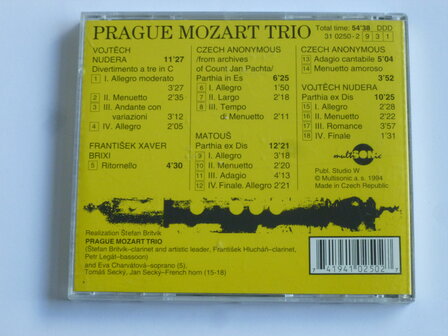 PRAGUE MOZART TRIO
Total time: 54'38 DDD
31 0250-2931
VOJTĚCH
NUDERA 11'27
Divertimento a tre in C
1 I. Allegro moderato
3'27
2 II. Menuetto 2'35
3 III. Andante con
variazioni 3'12
4 IV. Allegro 2'05
FRANTIŠEK XAVER
BRIXI
5 Ritornello 4'30
CZECH ANONYMOUS
/from archives
of Count Jan Pachta/
Parthia in Es 6'25
6 I. Allegro 1'50
7 II. Largo 2'18
8 III. Tempo
di Menuetto 2'11
MATOUŠ
Parthia ex Dis 12'21
9 I. Allegro 3'18
10 II. Menuetto 2'20
11 III. Adagio 4'13
12 IV. Finale. Allegro 2'21
CZECH ANONYMOUS
13 Adagio cantabile 5'04
14 Menuetto amoroso
3'52
VOJTĚCH NUDERA
Parthia ex Dis 10'25
15 I. Allegro 2'28
16 II. Menuetto 2'28
17 III. Romance 3'57
18 IV. Finale 1'31
multiSONic
Publ. Studio W
© Multisonic a. s. 1994
Made in Czech Republic
Realization Štefan Britvík
PRAGUE MOZART TRIO
(Štefan Britvík–clarinet and artistic leader, František Hlucháň–clarinet,
Petr Legát–bassoon)
and Eva Charvátová–soprano (5),
Tomáš Secký, Jan Secký–French horn (15-18)
7 41941 02502 7